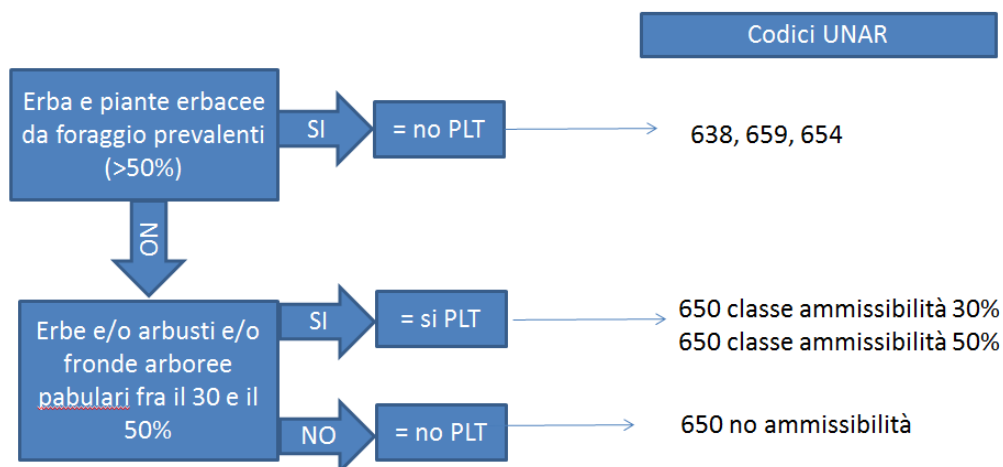 Codici UNAR
Erba e piante erbacee
da foraggio prevalenti
(>50%)
SI
= no PLT
638, 659, 654
NO
Erbe e/o arbusti e/o
fronde arboree
pabulari fra il 30 e il
50%
SI
= si PLT
650 classe ammissibilità 30%
650 classe ammissibilità 50%
NO
= no PLT
650 no ammissibilità